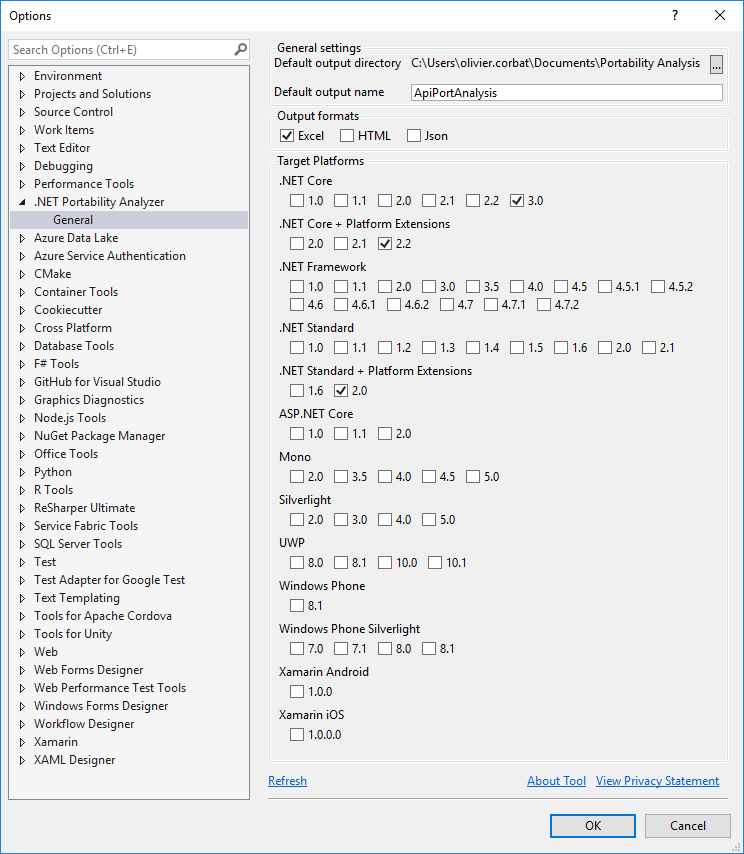 Options
?
Search Options (Ctrl+E)
Environment
Projects and Solutions
Source Control
Work Items
Text Editor
Debugging
Performance Tools
.NET Portability Analyzer
General
Azure Data Lake
Azure Service Authentication
CMake
Container Tools
Cookiecutter
Cross Platform
Database Tools
F# Tools
GitHub for Visual Studio
Graphics Diagnostics
Node.js Tools
NuGet Package Manager
Office Tools
Python
R Tools
ReSharper Ultimate
Service Fabric Tools
SQL Server Tools
Test
Test Adapter for Google Test
Text Templating
Tools for Apache Cordova
Tools for Unity
Web
Web Forms Designer
Web Performance Test Tools
Windows Forms Designer
Workflow Designer
Xamarin
XAML Designer
General settings
Default output directory C:\Users\olivier.corbat\Documents\Portability Analysis ...
Default output name ApiPortAnalysis
Output formats
Excel HTML Json
Target Platforms
.NET Core
1.0 1.1 2.0 2.1 2.2 3.0
.NET Core + Platform Extensions
2.0 2.1 2.2
.NET Framework
1.0 1.1 2.0 3.0 3.5 4.0 4.5 4.5.1 4.5.2
4.6 4.6.1 4.6.2 4.7 4.7.1 4.7.2
.NET Standard
1.0 1.1 1.2 1.3 1.4 1.5 1.6 2.0 2.1
.NET Standard + Platform Extensions
1.6 2.0
ASP.NET Core
1.0 1.1 2.0
Mono
2.0 3.5 4.0 4.5 5.0
Silverlight
2.0 3.0 4.0 5.0
UWP
8.0 8.1 10.0 10.1
Windows Phone
8.1
Windows Phone Silverlight
7.0 7.1 8.0 8.1
Xamarin Android
1.0.0
Xamarin iOS
1.0.0.0
Refresh About Tool View Privacy Statement
OK Cancel